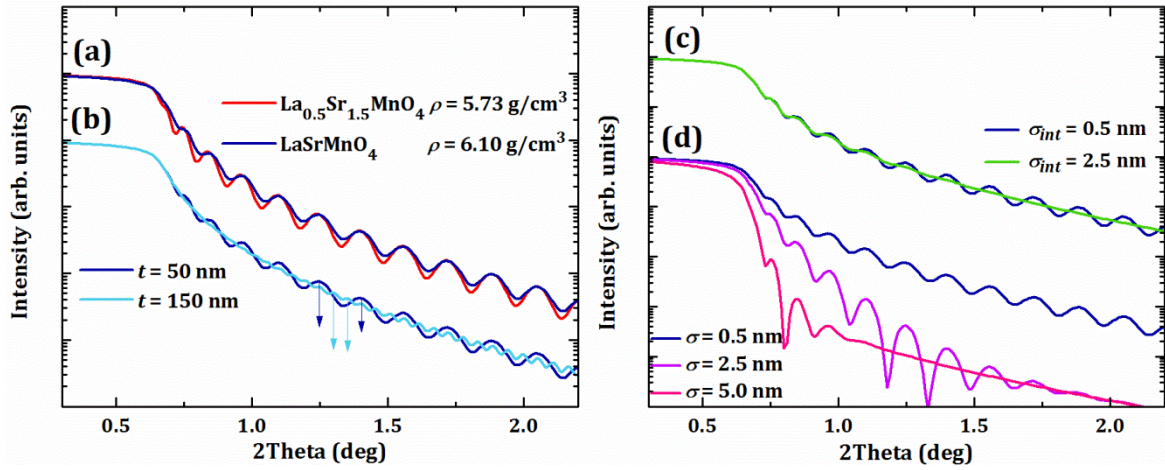 (a)
La0.5Sr1.5MnO4 ρ = 5.73 g/cm3
LaSrMnO4 ρ = 6.10 g/cm3
(b)
t = 50 nm
t = 150 nm
Intensity (arb. units)
0.5 1.0 1.5 2.0
2Theta (deg)
(c)
σint = 0.5 nm
σint = 2.5 nm
(d)
σ = 0.5 nm
σ = 2.5 nm
σ = 5.0 nm
Intensity (arb. units)
0.5 1.0 1.5 2.0
2Theta (deg)